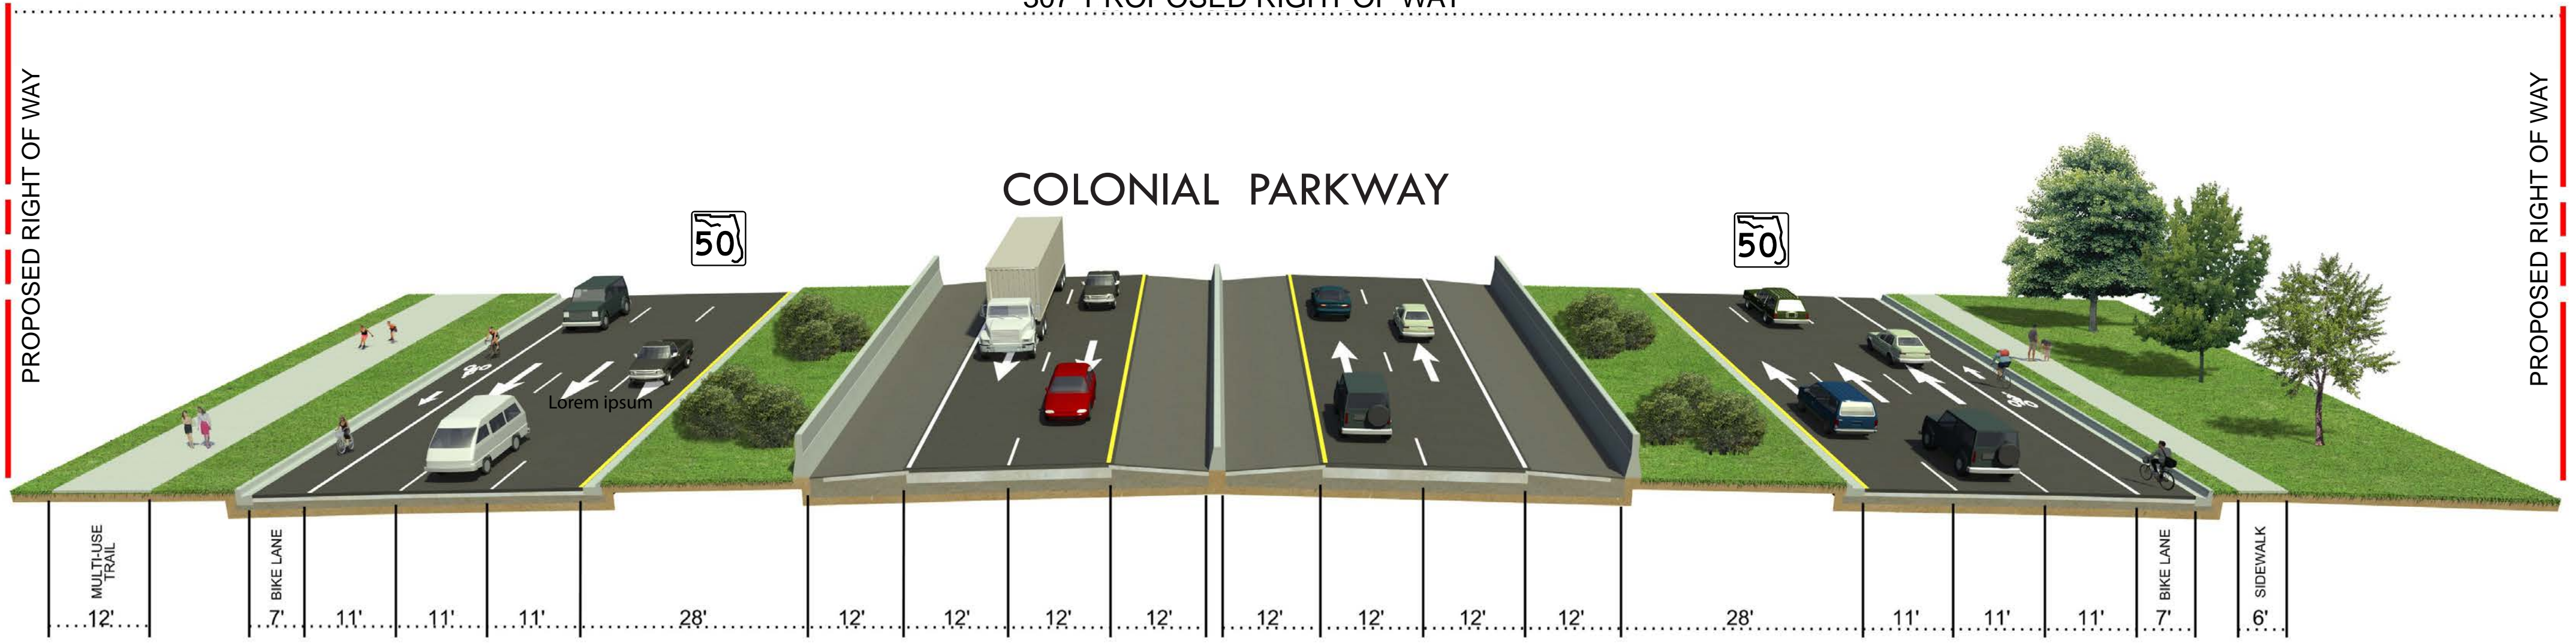 307' PROPOSED RIGHT OF WAY
PROPOSED RIGHT OF WAY
PROPOSED RIGHT OF WAY
COLONIAL PARKWAY
50
50
Lorem ipsum
MULTI-USE
TRAIL
BIKE LANE
BIKE LANE
SIDEWALK
12' 7' 11' 11' 11' 28' 12' 12' 12' 12' 12' 12' 12' 12' 28' 11' 11' 11' 7' 6'